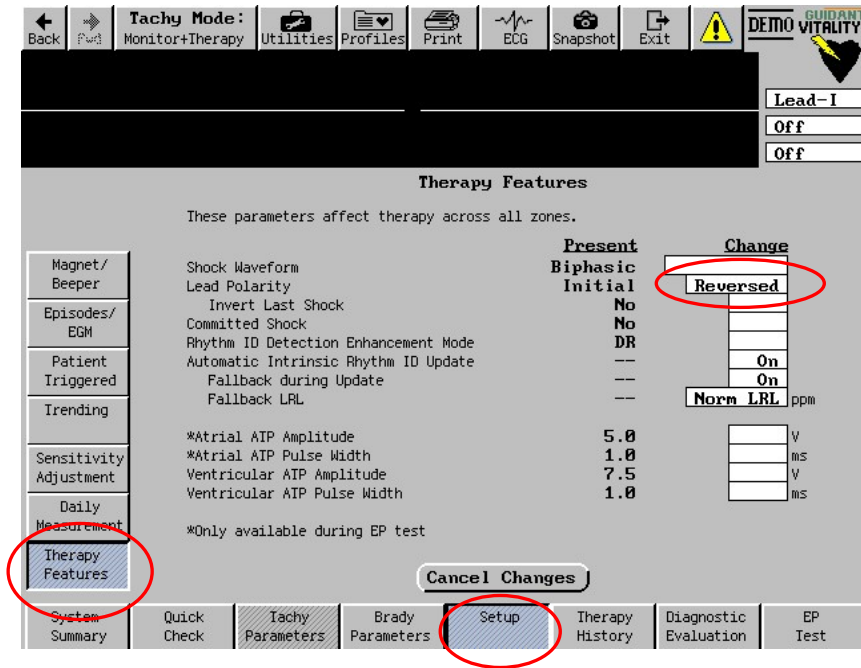 Back Fwd Tachy Mode: Monitor+Therapy Utilities Profiles Print ECG Snapshot Exit DEMO GUIDANT VITALITY
Lead-I
Off
Off
Therapy Features
These parameters affect therapy across all zones.
Present Change
Shock Waveform Biphasic
Lead Polarity Initial Reversed
Invert Last Shock No
Committed Shock No
Rhythm ID Detection Enhancement Mode DR
Automatic Intrinsic Rhythm ID Update -- On
Fallback during Update -- On
Fallback LRL -- Norm LRL ppm
*Atrial ATP Amplitude 5.0 V
*Atrial ATP Pulse Width 1.0 ms
Ventricular ATP Amplitude 7.5 V
Ventricular ATP Pulse Width 1.0 ms
*Only available during EP test
Cancel Changes
Magnet/
Beeper
Episodes/
EGM
Patient
Triggered
Trending
Sensitivity
Adjustment
Daily
Measurement
Therapy
Features
System Summary Quick Check Tachy Parameters Brady Parameters Setup Therapy History Diagnostic Evaluation EP Test